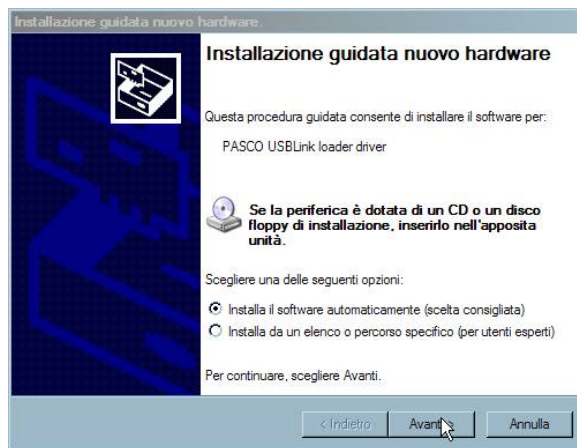 Installazione guidata nuovo hardware.
Installazione guidata nuovo hardware
Questa procedura guidata consente di installare il software per:
PASCO USBLink loader driver
Se la periferica è dotata di un CD o un disco
floppy di installazione, inserirlo nell'apposita
unità.
Scegliere una delle seguenti opzioni:
Installa il software automaticamente (scelta consigliata)
Installa da un elenco o percorso specifico (per utenti esperti)
Per continuare, scegliere Avanti.
< Indietro Avanti > Annulla